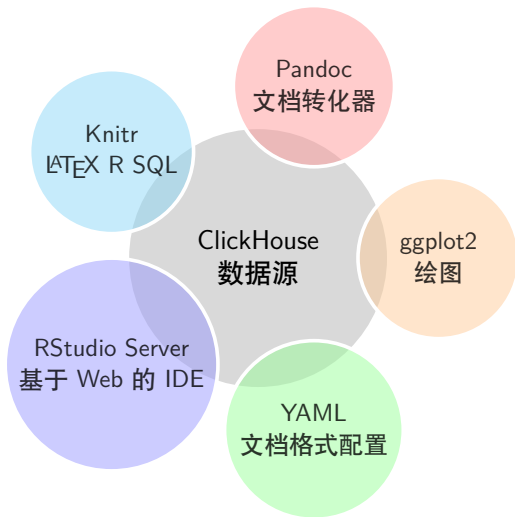 Pandoc
文档转化器
Knitr
LATEX R SQL
ClickHouse
数据源
ggplot2
绘图
RStudio Server
基于 Web 的 IDE
YAML
文档格式配置